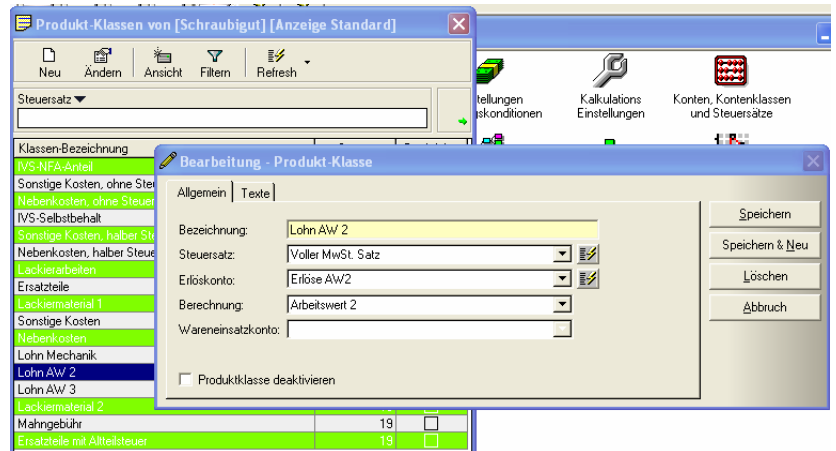 Produkt-Klassen von [Schraubigut] [Anzeige Standard]
Neu Ändern Ansicht Filtern Refresh
Steuersatz
tellungen
skonditionen
Kalkulations
Einstellungen
Konten, Kontenklassen
und Steuersätze
Klassen-Bezeichnung
IVS-NFA-Anteil
Sonstige Kosten, ohne Steu
Nebenkosten, ohne Steuer
IVS-Selbstbehalt
Sonstige Kosten, halber St
Nebenkosten, halber Steue
Lackierarbeiten
Ersatzteile
Lackiermaterial 1
Sonstige Kosten
Nebenkosten
Lohn Mechanik
Lohn AW 2
Lohn AW 3
Lackiermaterial 2
Mahngebühr 19
Ersatzteile mit Altteilsteuer 19
Bearbeitung - Produkt-Klasse
Allgemein Texte
Bezeichnung: Lohn AW 2
Steuersatz: Voller MwSt. Satz
Erlöskonto: Erlöse AW2
Berechnung: Arbeitswert 2
Wareneinsatzkonto:
Produktklasse deaktivieren
Speichern
Speichern & Neu
Löschen
Abbruch